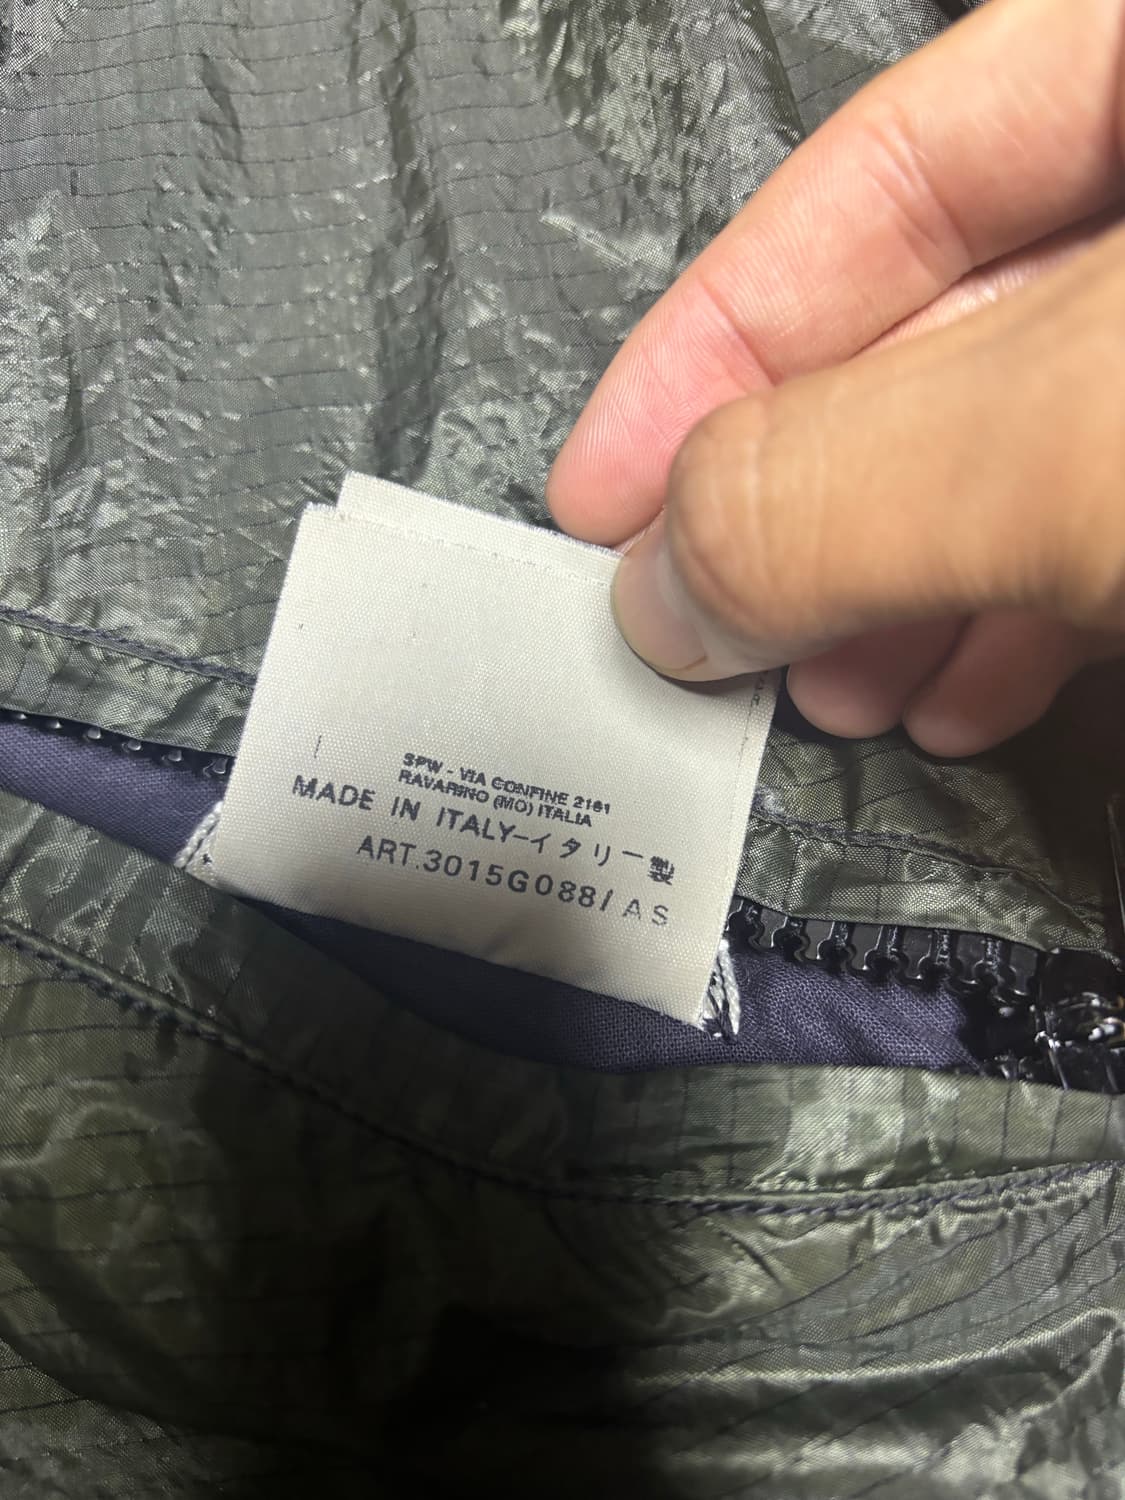 SPW - VIA CONFINE 2161
RAVARINO (MO) ITALIA
MADE IN ITALY-イタリー製
ART.3015G088/ AS